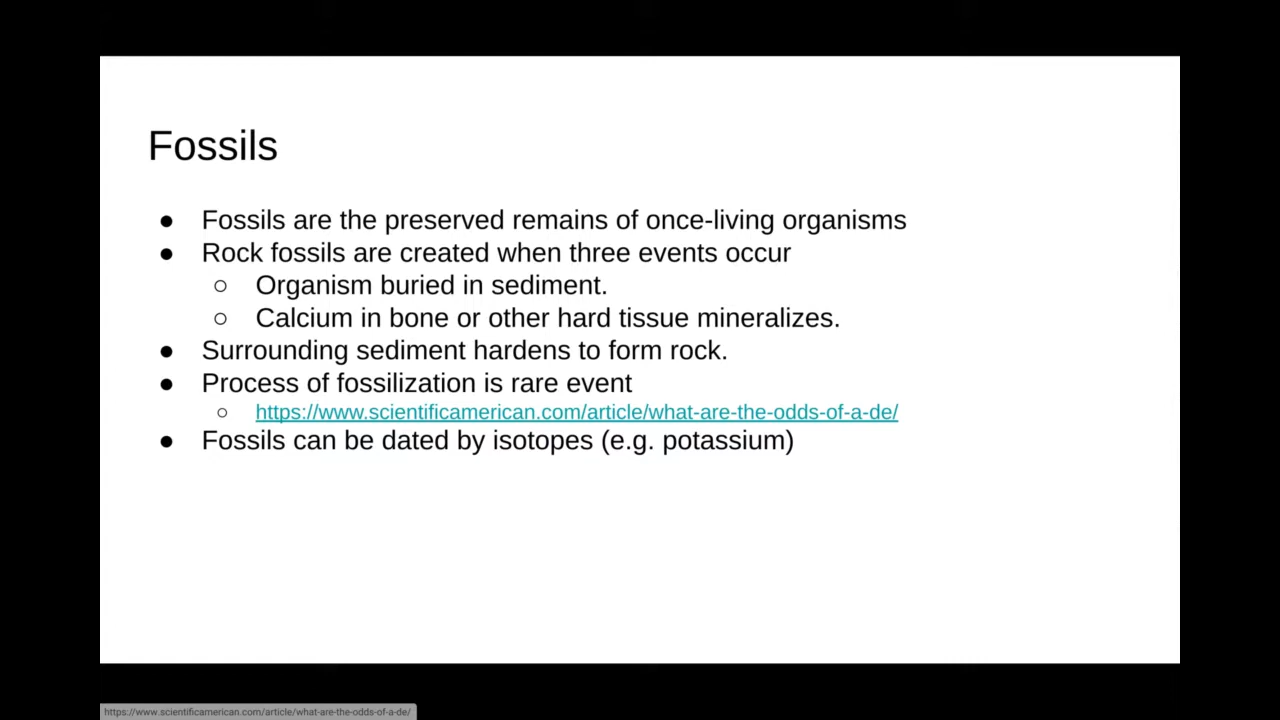 Fossils
● Fossils are the preserved remains of once-living organisms
● Rock fossils are created when three events occur
○ Organism buried in sediment.
○ Calcium in bone or other hard tissue mineralizes.
● Surrounding sediment hardens to form rock.
● Process of fossilization is rare event
○ https://www.scientificamerican.com/article/what-are-the-odds-of-a-de/
● Fossils can be dated by isotopes (e.g. potassium)
https://www.scientificamerican.com/article/what-are-the-odds-of-a-de/